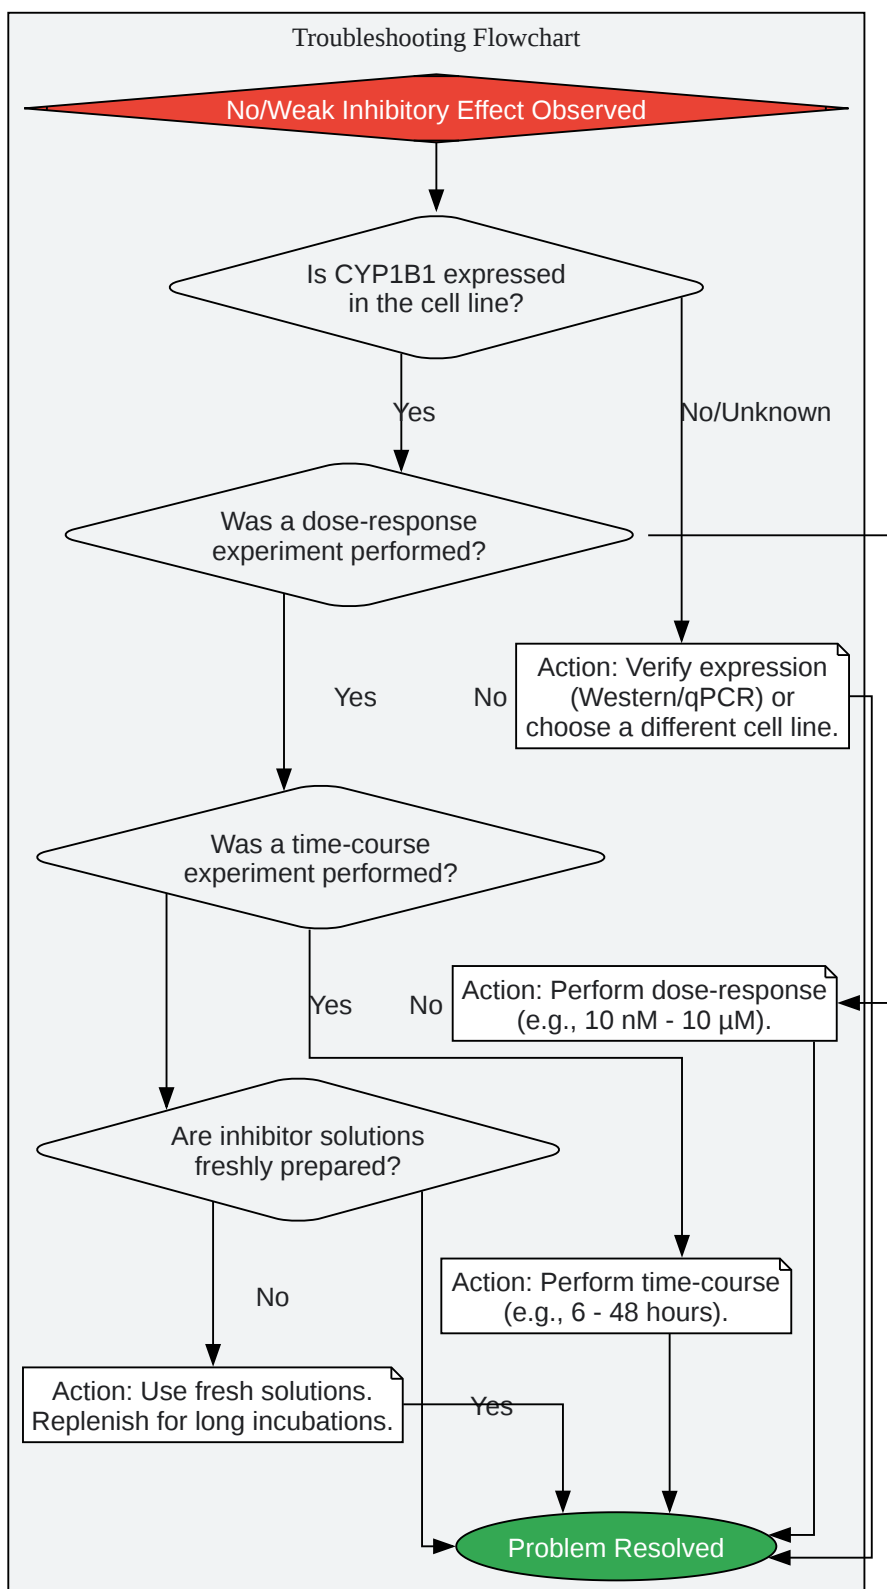 Troubleshooting Flowchart
No/Weak Inhibitory Effect Observed
Is CYP1B1 expressed
in the cell line?
Yes
No/Unknown
Was a dose-response
experiment performed?
Action: Verify expression
(Western/qPCR) or
choose a different cell line.
Yes
No
Was a time-course
experiment performed?
Action: Perform dose-response
(e.g., 10 nM - 10 µM).
Yes
No
Are inhibitor solutions
freshly prepared?
Action: Perform time-course
(e.g., 6 - 48 hours).
No
Action: Use fresh solutions.
Replenish for long incubations.
Yes
Problem Resolved